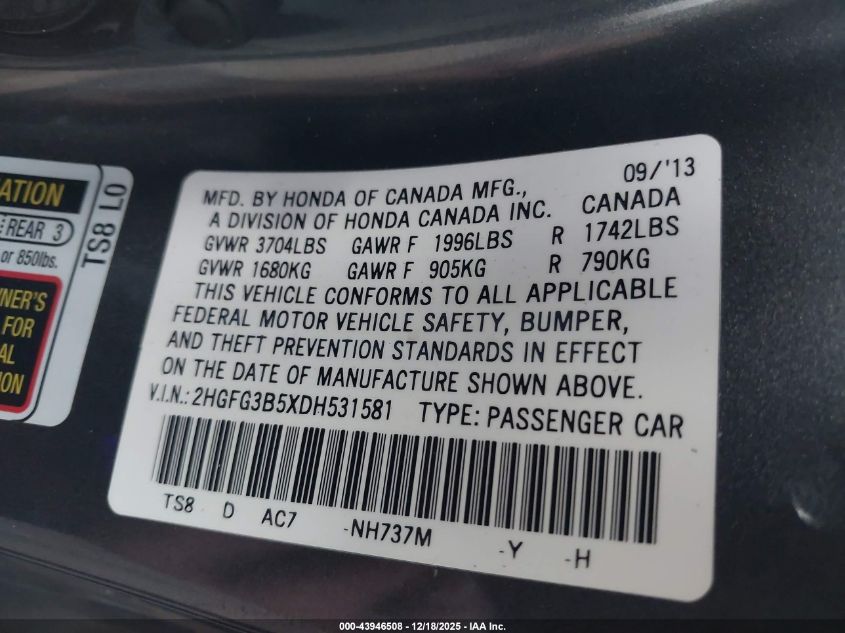 ATION
REAR 3
or 850lbs.
NER'S
FOR
AL
ION
TS8 L0
09/'13
MFD. BY HONDA OF CANADA MFG.,
A DIVISION OF HONDA CANADA INC. CANADA
GVWR 3704LBS GAWR F 1996LBS R 1742LBS
GVWR 1680KG GAWR F 905KG R 790KG
THIS VEHICLE CONFORMS TO ALL APPLICABLE
FEDERAL MOTOR VEHICLE SAFETY, BUMPER,
AND THEFT PREVENTION STANDARDS IN EFFECT
ON THE DATE OF MANUFACTURE SHOWN ABOVE.
V.I.N.: 2HGFG3B5XDH531581 TYPE: PASSENGER CAR
TS8 D AC7 -NH737M -Y -H
000-43946508 - 12/18/2025 - IAA Inc.